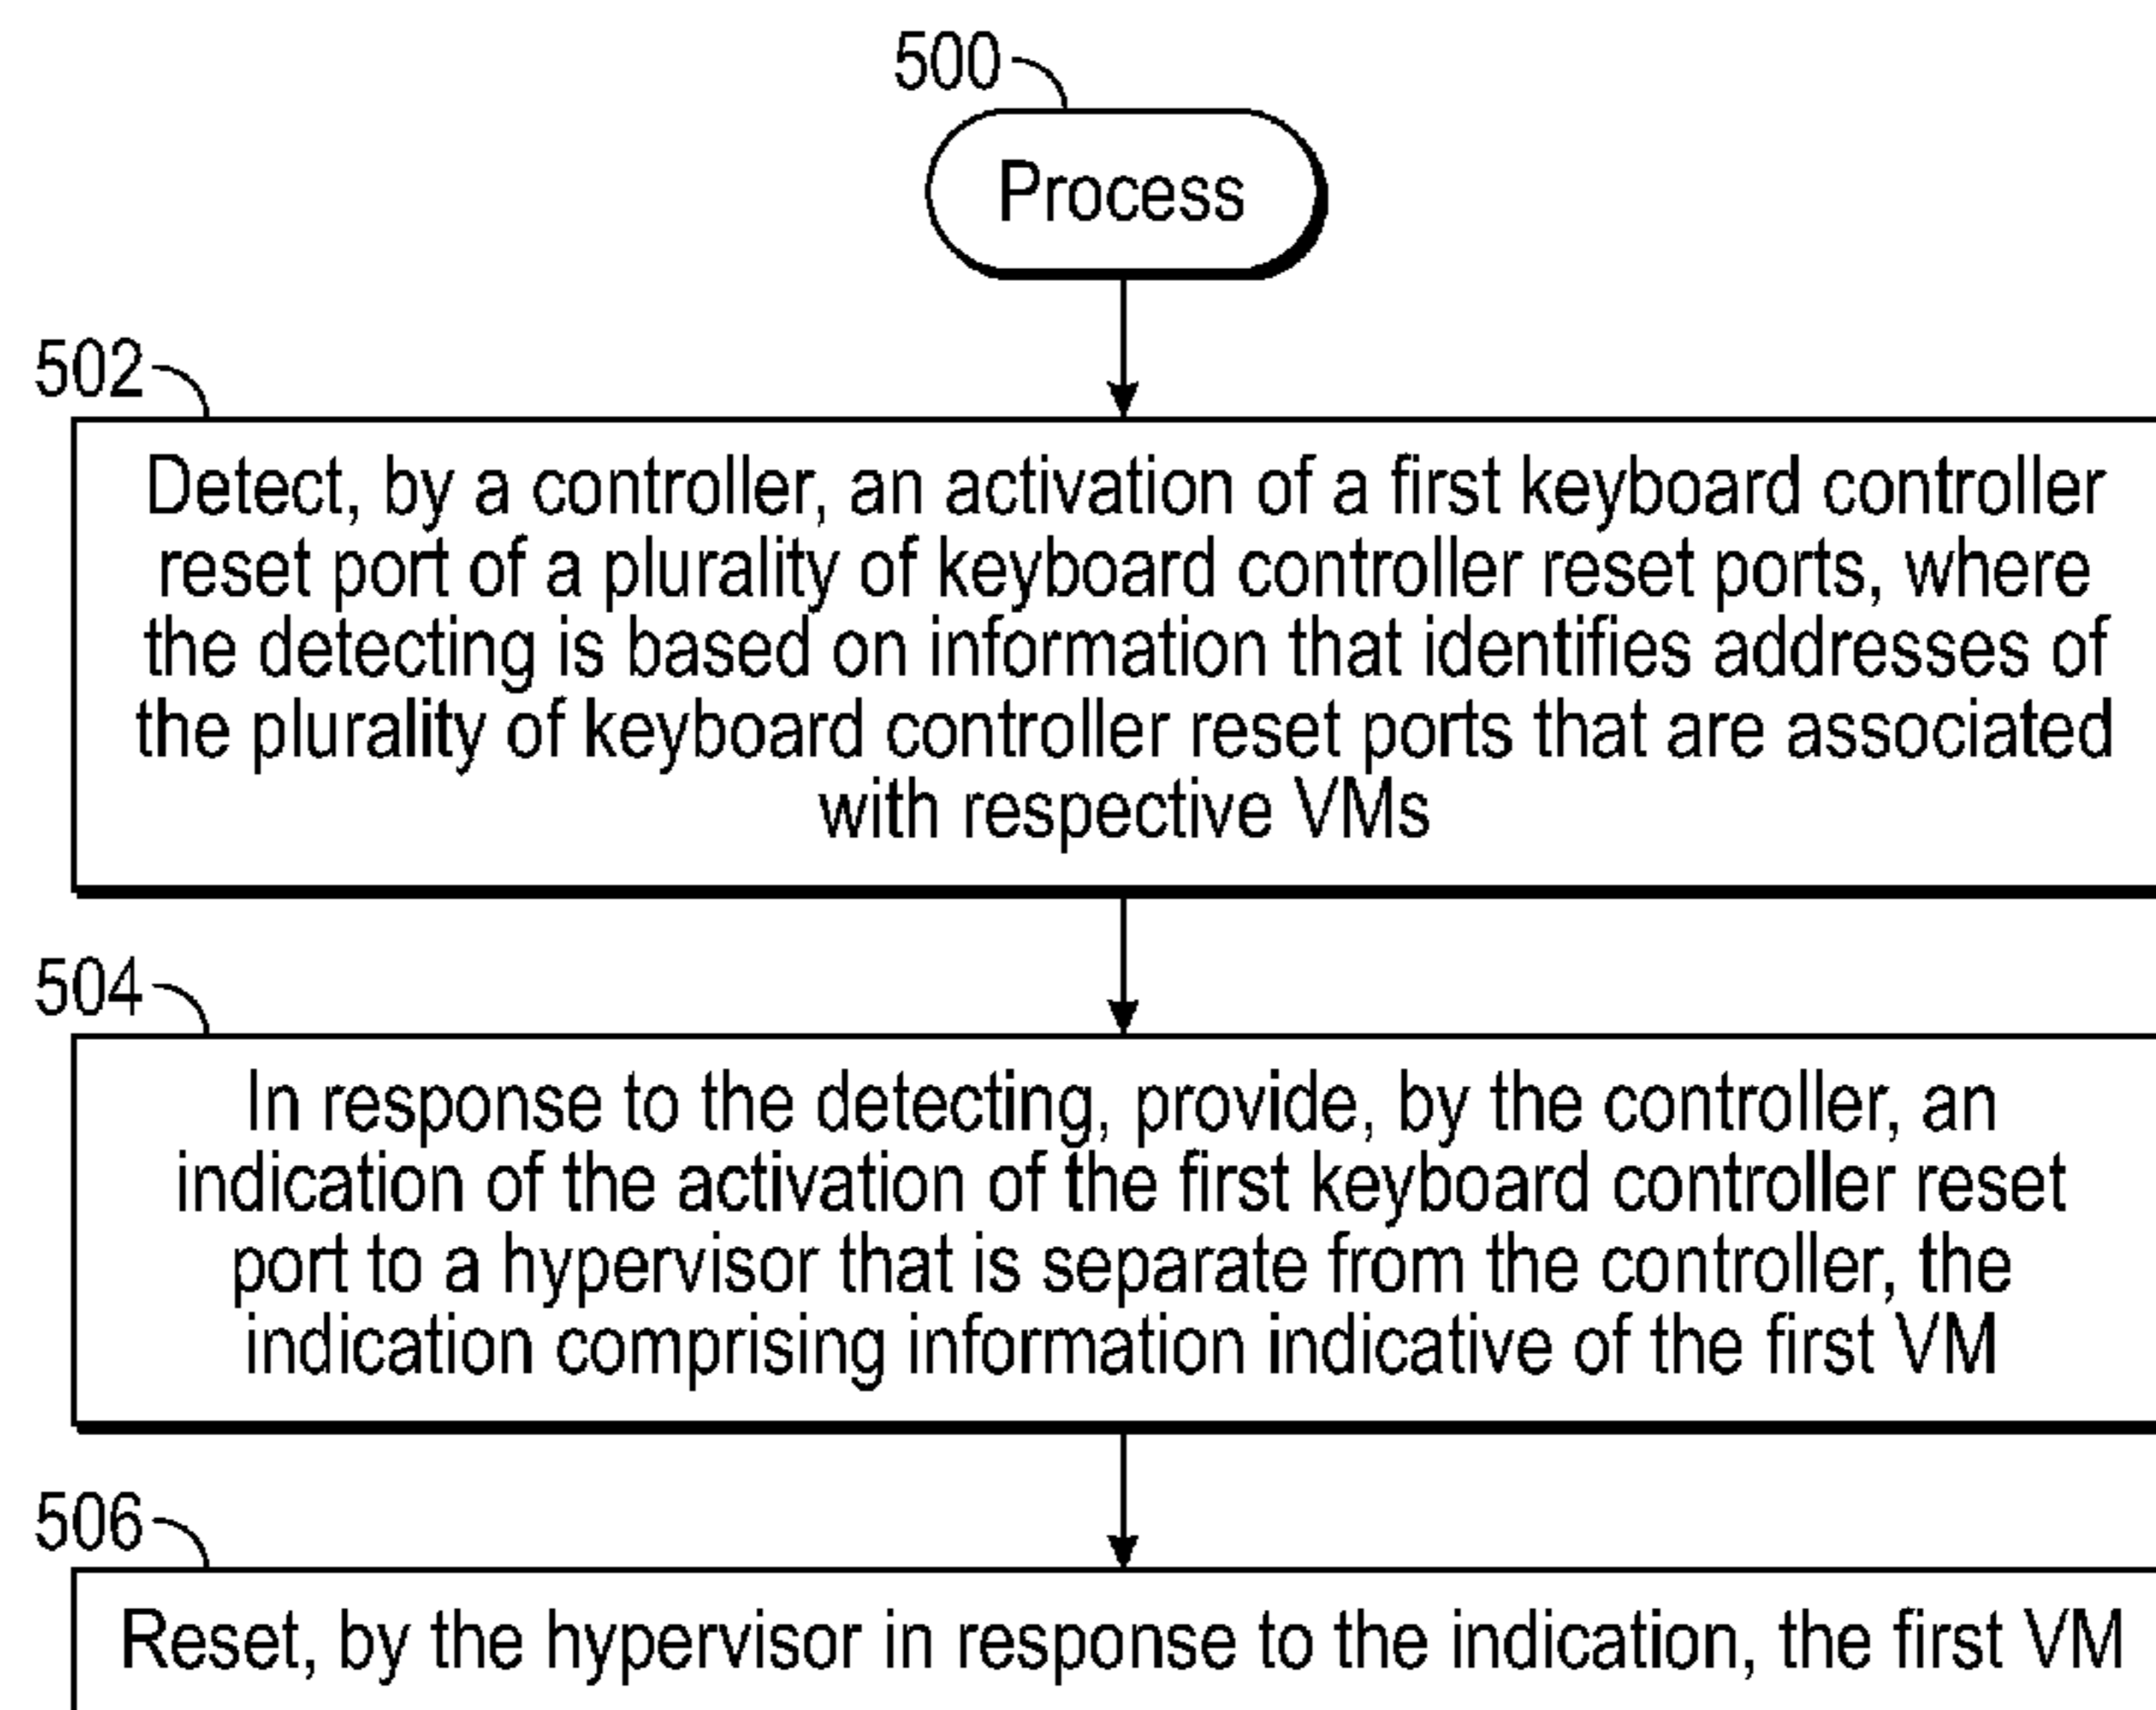 500
Process
502
Detect, by a controller, an activation of a first keyboard controller
reset port of a plurality of keyboard controller reset ports, where
the detecting is based on information that identifies addresses of
the plurality of keyboard controller reset ports that are associated
with respective VMs
504
In response to the detecting, provide, by the controller, an
indication of the activation of the first keyboard controller reset
port to a hypervisor that is separate from the controller, the
indication comprising information indicative of the first VM
506
Reset, by the hypervisor in response to the indication, the first VM